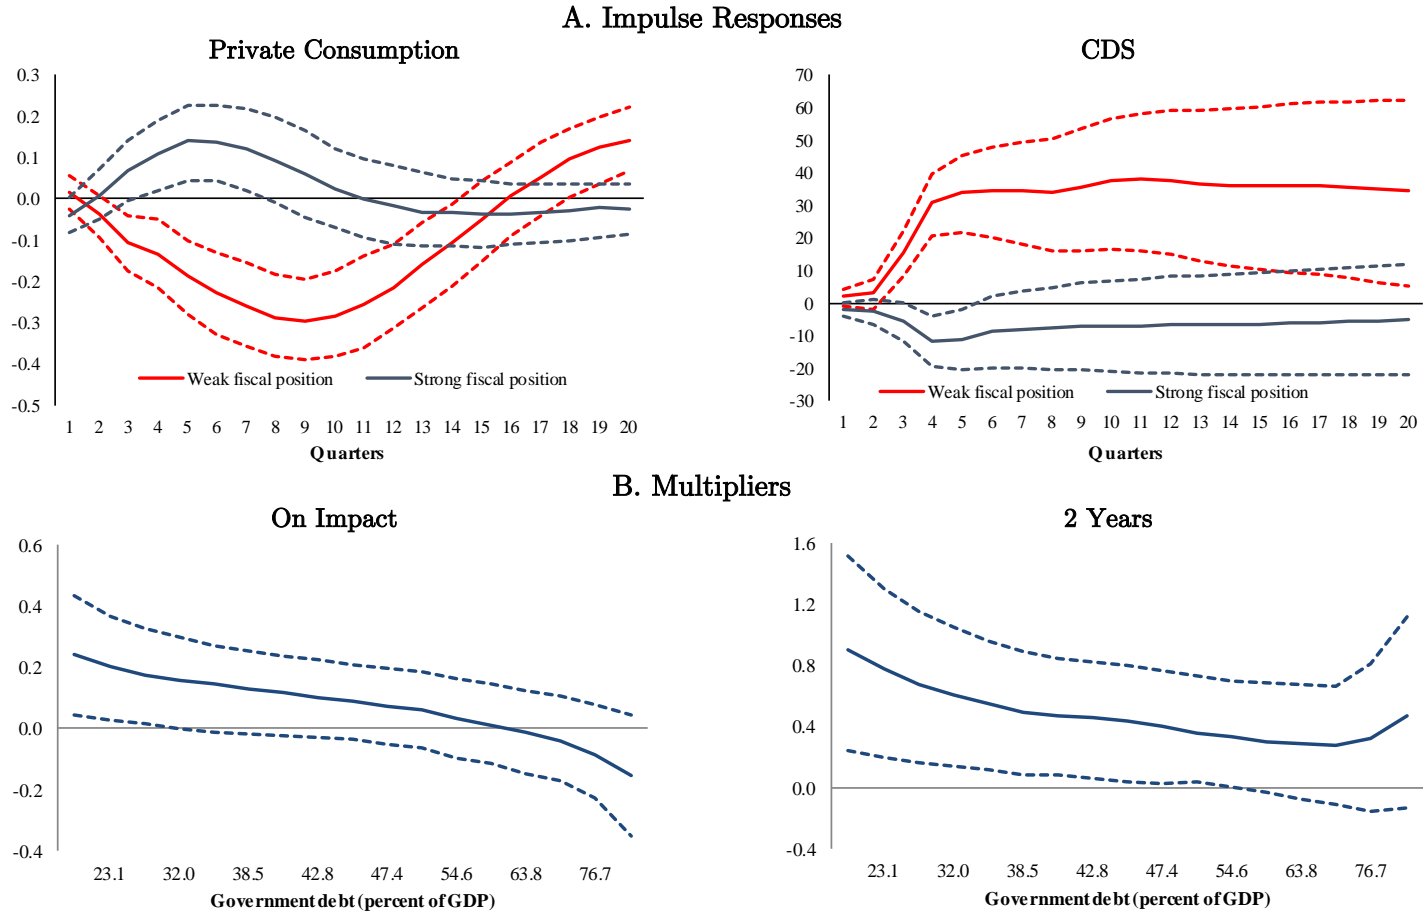 A. Impulse Responses
Private Consumption
0.3
0.2
0.1
0.0
-0.1
-0.2
-0.3
-0.4
-0.5
Weak fiscal position
Strong fiscal position
1 2 3 4 5 6 7 8 9 10 11 12 13 14 15 16 17 18 19 20
Quarters
CDS
70
60
50
40
30
20
10
0
-10
-20
-30
Weak fiscal position
Strong fiscal position
1 2 3 4 5 6 7 8 9 10 11 12 13 14 15 16 17 18 19 20
Quarters
B. Multipliers
On Impact
0.6
0.4
0.2
0.0
-0.2
-0.4
23.1 32.0 38.5 42.8 47.4 54.6 63.8 76.7
Government debt (percent of GDP)
2 Years
1.6
1.2
0.8
0.4
0.0
-0.4
23.1 32.0 38.5 42.8 47.4 54.6 63.8 76.7
Government debt (percent of GDP)